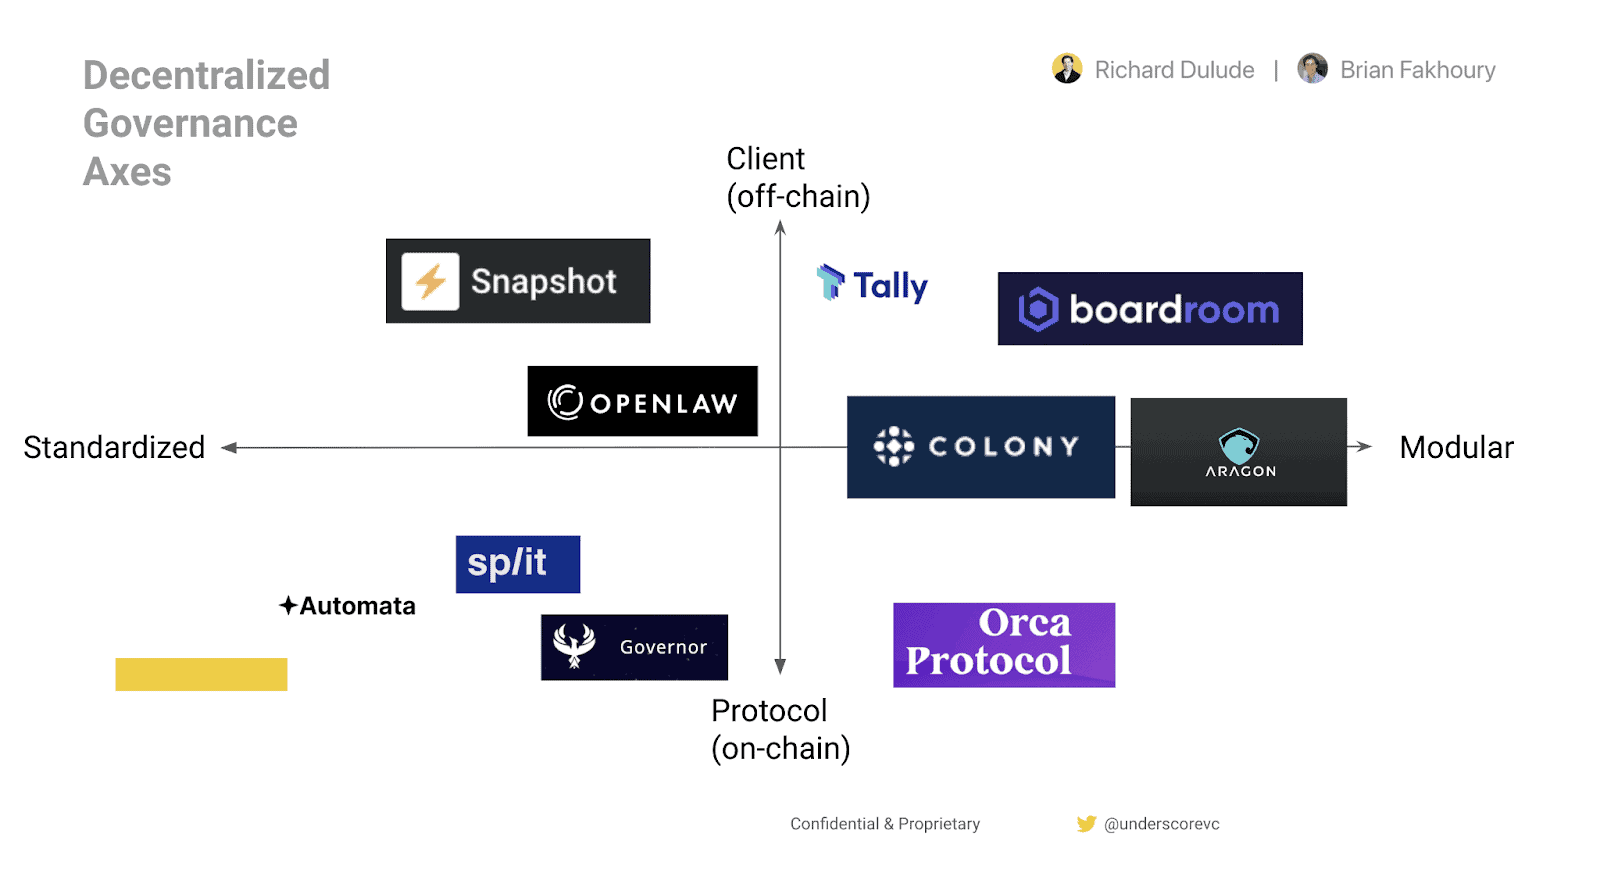 Decentralized
Governance
Axes
Richard Dulude | Brian Fakhoury
Client
(off-chain)
Snapshot
Tally
boardroom
OPENLAW
Standardized
COLONY
ARAGON
Modular
sp/it
Automata
Governor
Orca
Protocol
Protocol
(on-chain)
Confidential & Proprietary
@underscorevc